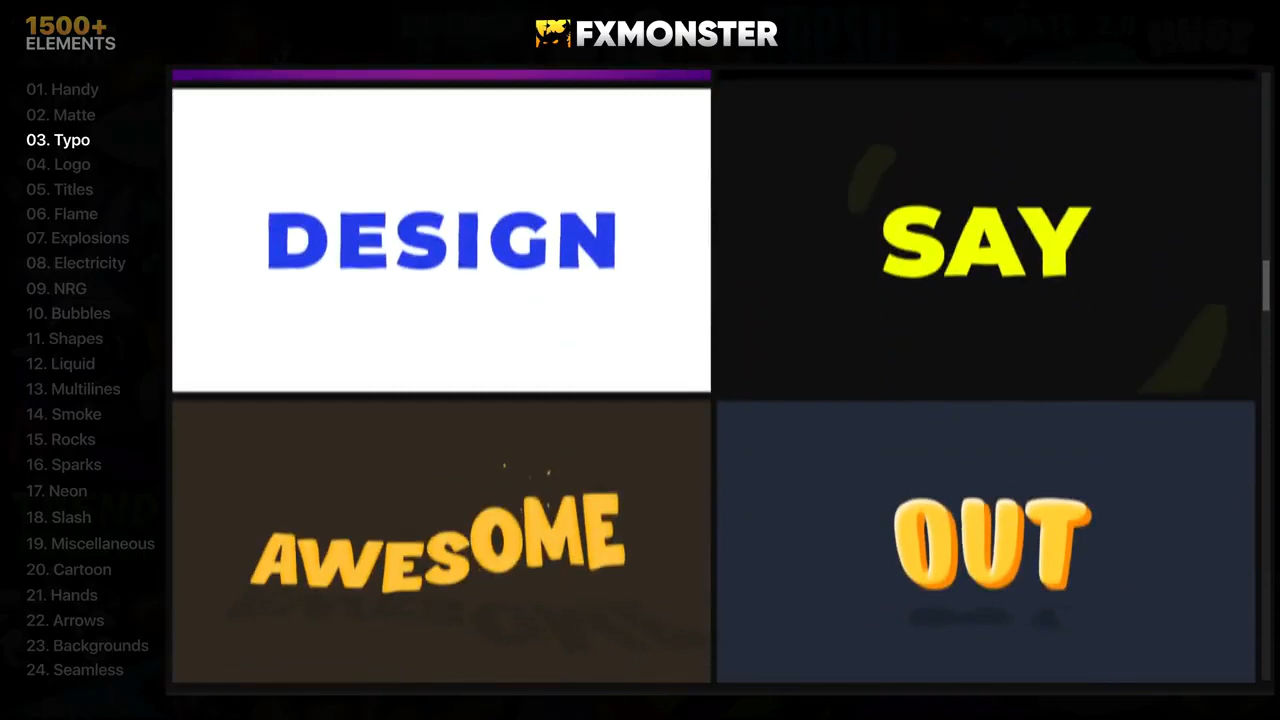 1500+
ELEMENTS
FXMONSTER
01. Handy
02. Matte
03. Typo
04. Logo
05. Titles
06. Flame
07. Explosions
08. Electricity
09. NRG
10. Bubbles
11. Shapes
12. Liquid
13. Multilines
14. Smoke
15. Rocks
16. Sparks
17. Neon
18. Slash
19. Miscellaneous
20. Cartoon
21. Hands
22. Arrows
23. Backgrounds
24. Seamless
DESIGN
SAY
AWESOME
OUT